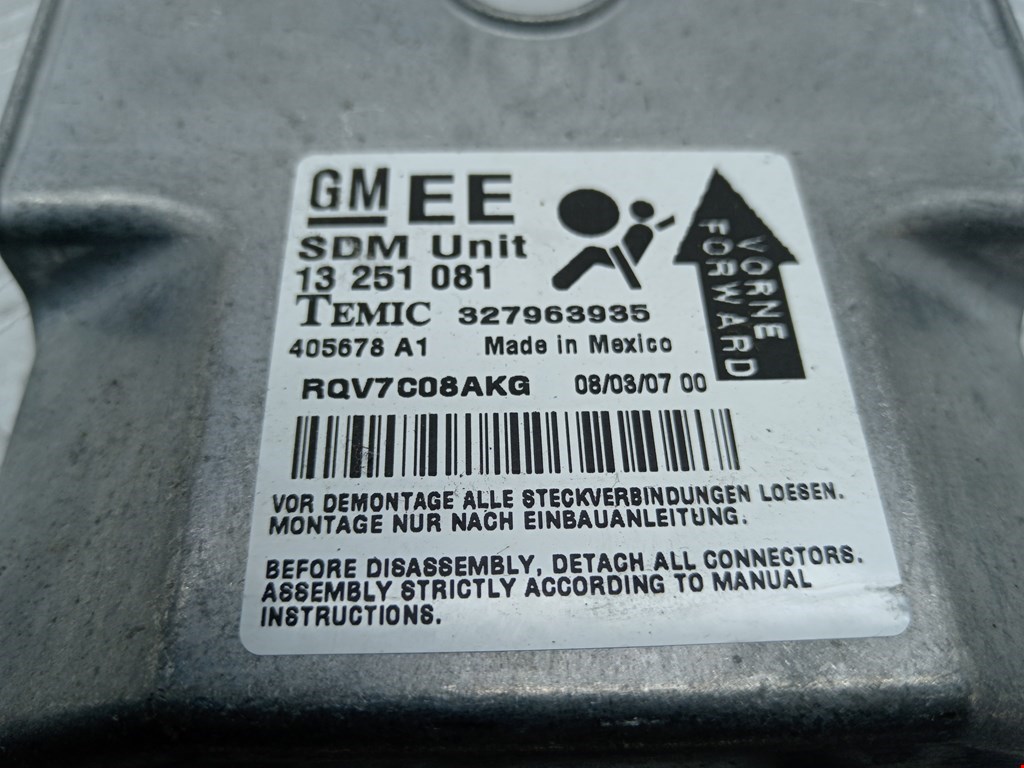 GM EE
SDM Unit
13 251 081
TEMIC 327963935
405678 A1 Made in Mexico
RQV7C08AKG 08/08/07 00
VORNE
FORWARD
VOR DEMONTAGE ALLE STECKVERBINDUNGEN LOESEN.
MONTAGE NUR NACH EINBAUANLEITUNG.
BEFORE DISASSEMBLY, DETACH ALL CONNECTORS.
ASSEMBLY STRICTLY ACCORDING TO MANUAL
INSTRUCTIONS.